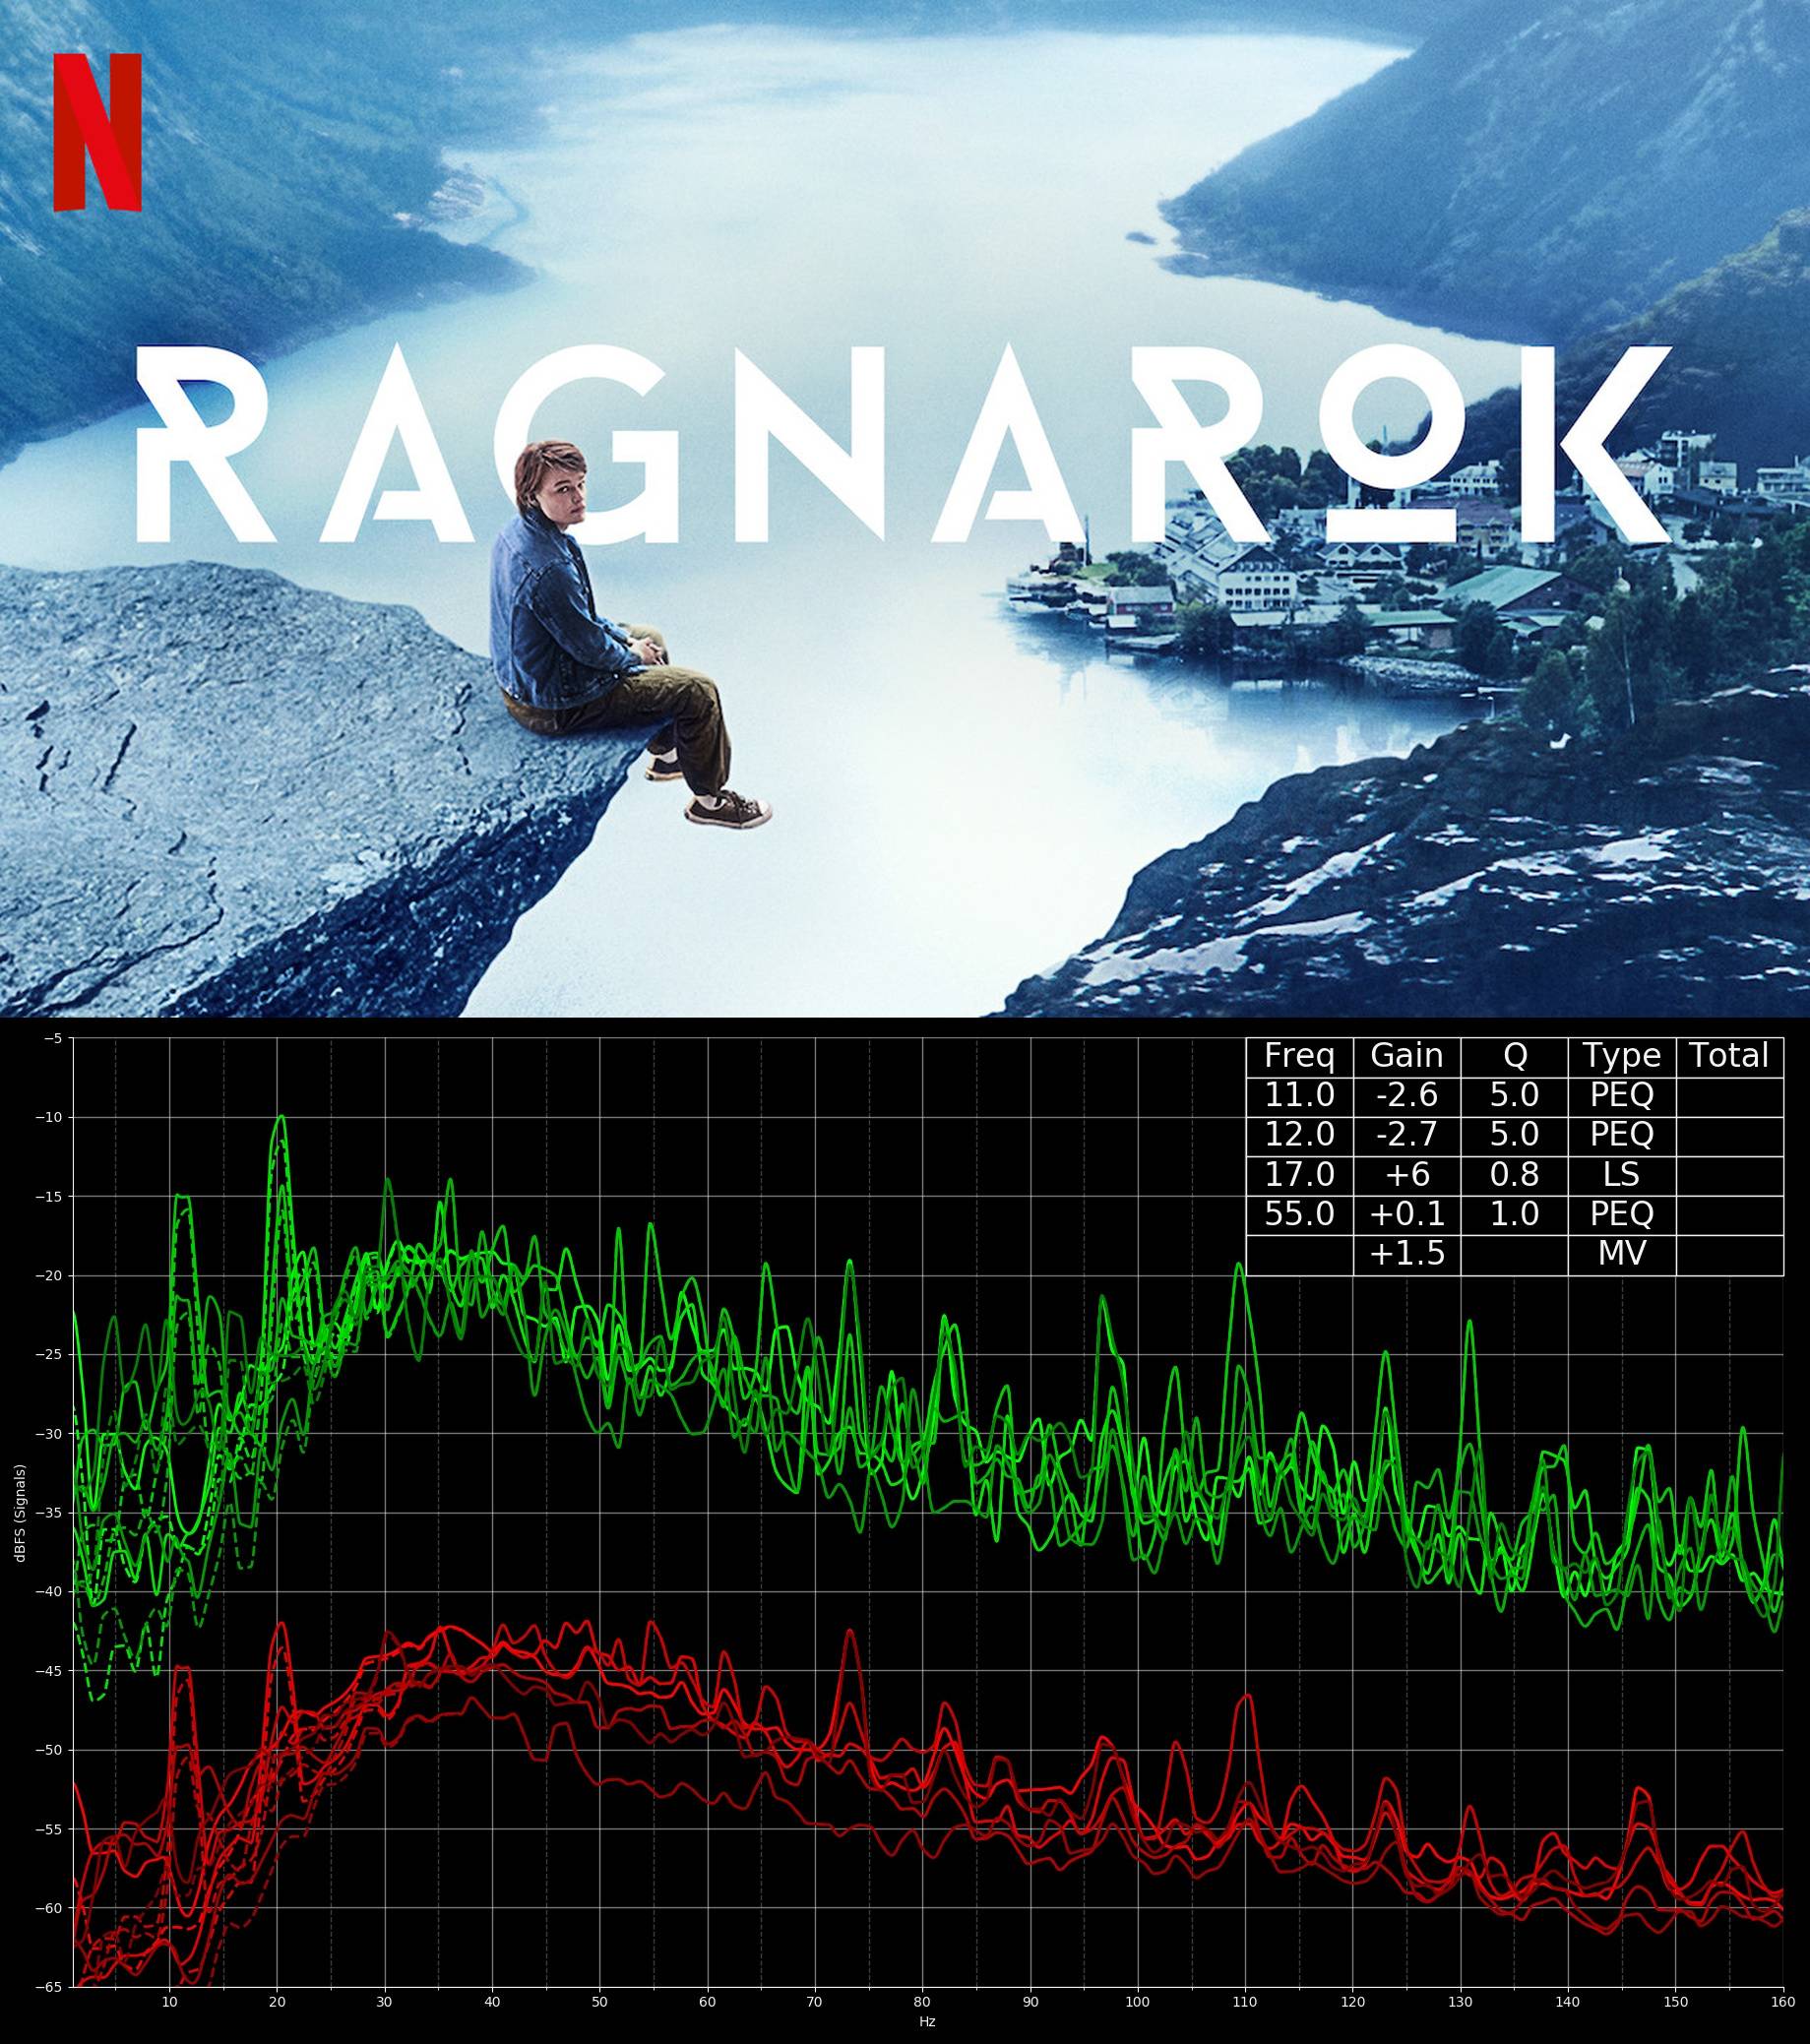 N
RAGNAROK
Freq Gain Q Type Total
11.0 -2.6 5.0 PEQ
12.0 -2.7 5.0 PEQ
17.0 +6 0.8 LS
55.0 +0.1 1.0 PEQ
+1.5 MV
−5
−10
−15
−20
−25
−30
−35
−40
−45
−50
−55
−60
−65
dBFS (Signals)
10 20 30 40 50 60 70 80 90 100 110 120 130 140 150 160
Hz